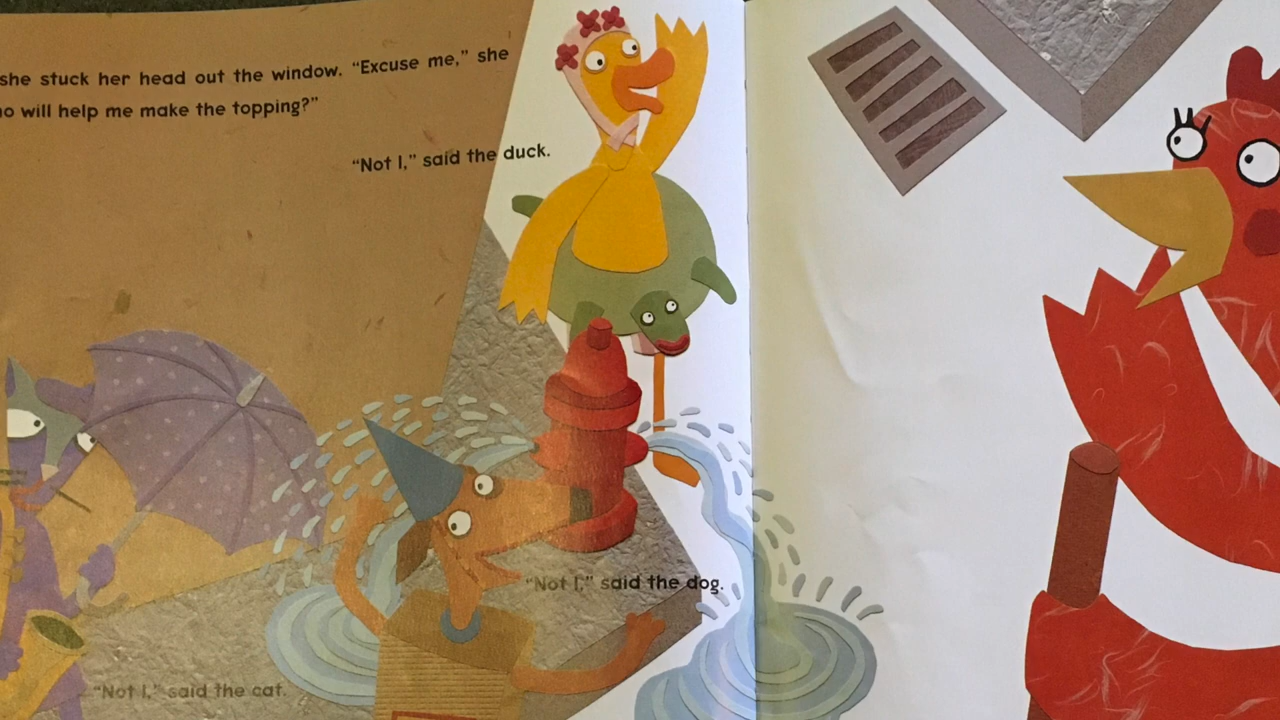 she stuck her head out the window. “Excuse me,” she
will help me make the topping?”
“Not I,” said the duck.
“Not I,” said the dog.
“Not I,” said the cat.